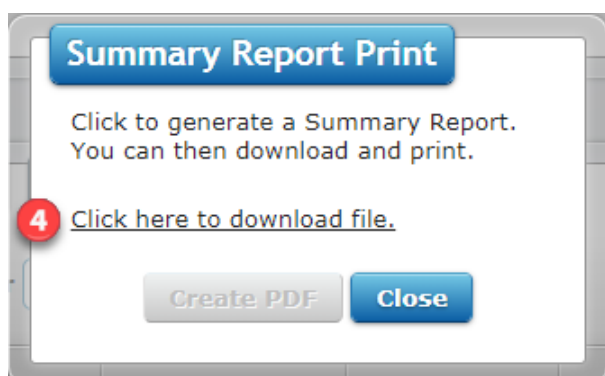 Summary Report Print
Click to generate a Summary Report.
You can then download and print.
4 Click here to download file.
Create PDF Close